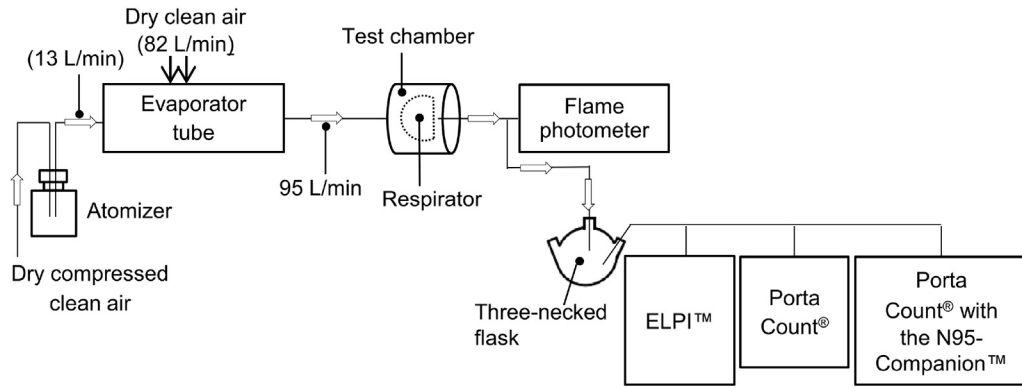 Dry clean air
(82 L/min)
(13 L/min)
Test chamber
Evaporator
tube
Flame
photometer
95 L/min
Respirator
Atomizer
Dry compressed
clean air
Three-necked
flask
ELPI™
Porta
Count®
Porta
Count® with
the N95-
Companion™